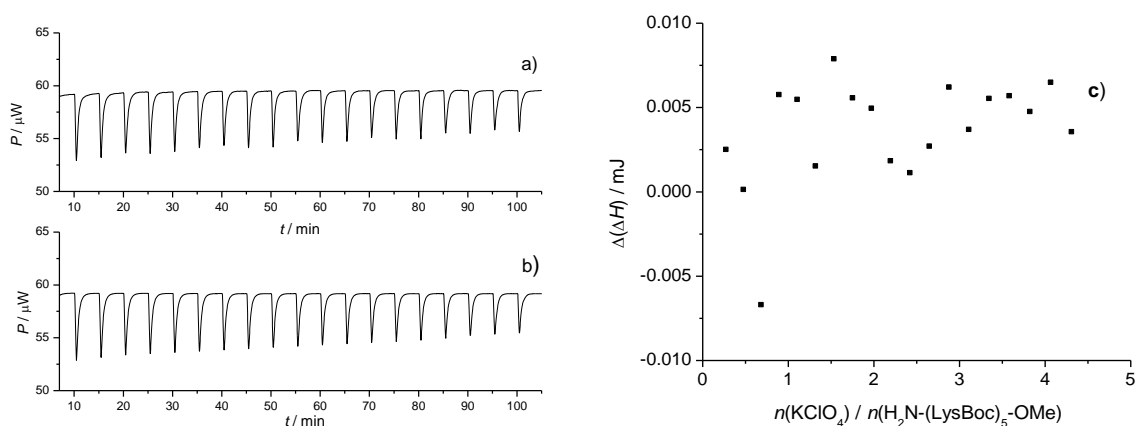 65
60
55
50
P / μW
a)
10 20 30 40 50 60 70 80 90 100
t / min
65
60
55
50
P / μW
b)
10 20 30 40 50 60 70 80 90 100
t / min
0.010
0.005
0.000
-0.005
-0.010
Δ(ΔH) / mJ
c)
0 1 2 3 4 5
n(KClO₄) / n(H₂N-(LysBoc)₅-OMe)